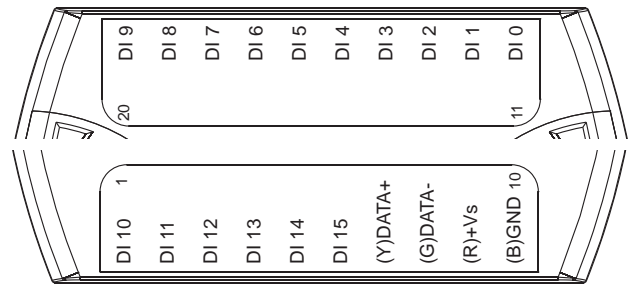 DI 9
DI 8
DI 7
DI 6
DI 5
DI 4
DI 3
DI 2
DI 1
DI 0
20
11
1
10
DI 10
DI 11
DI 12
DI 13
DI 14
DI 15
(Y)DATA+
(G)DATA-
(R)+Vs
(B)GND